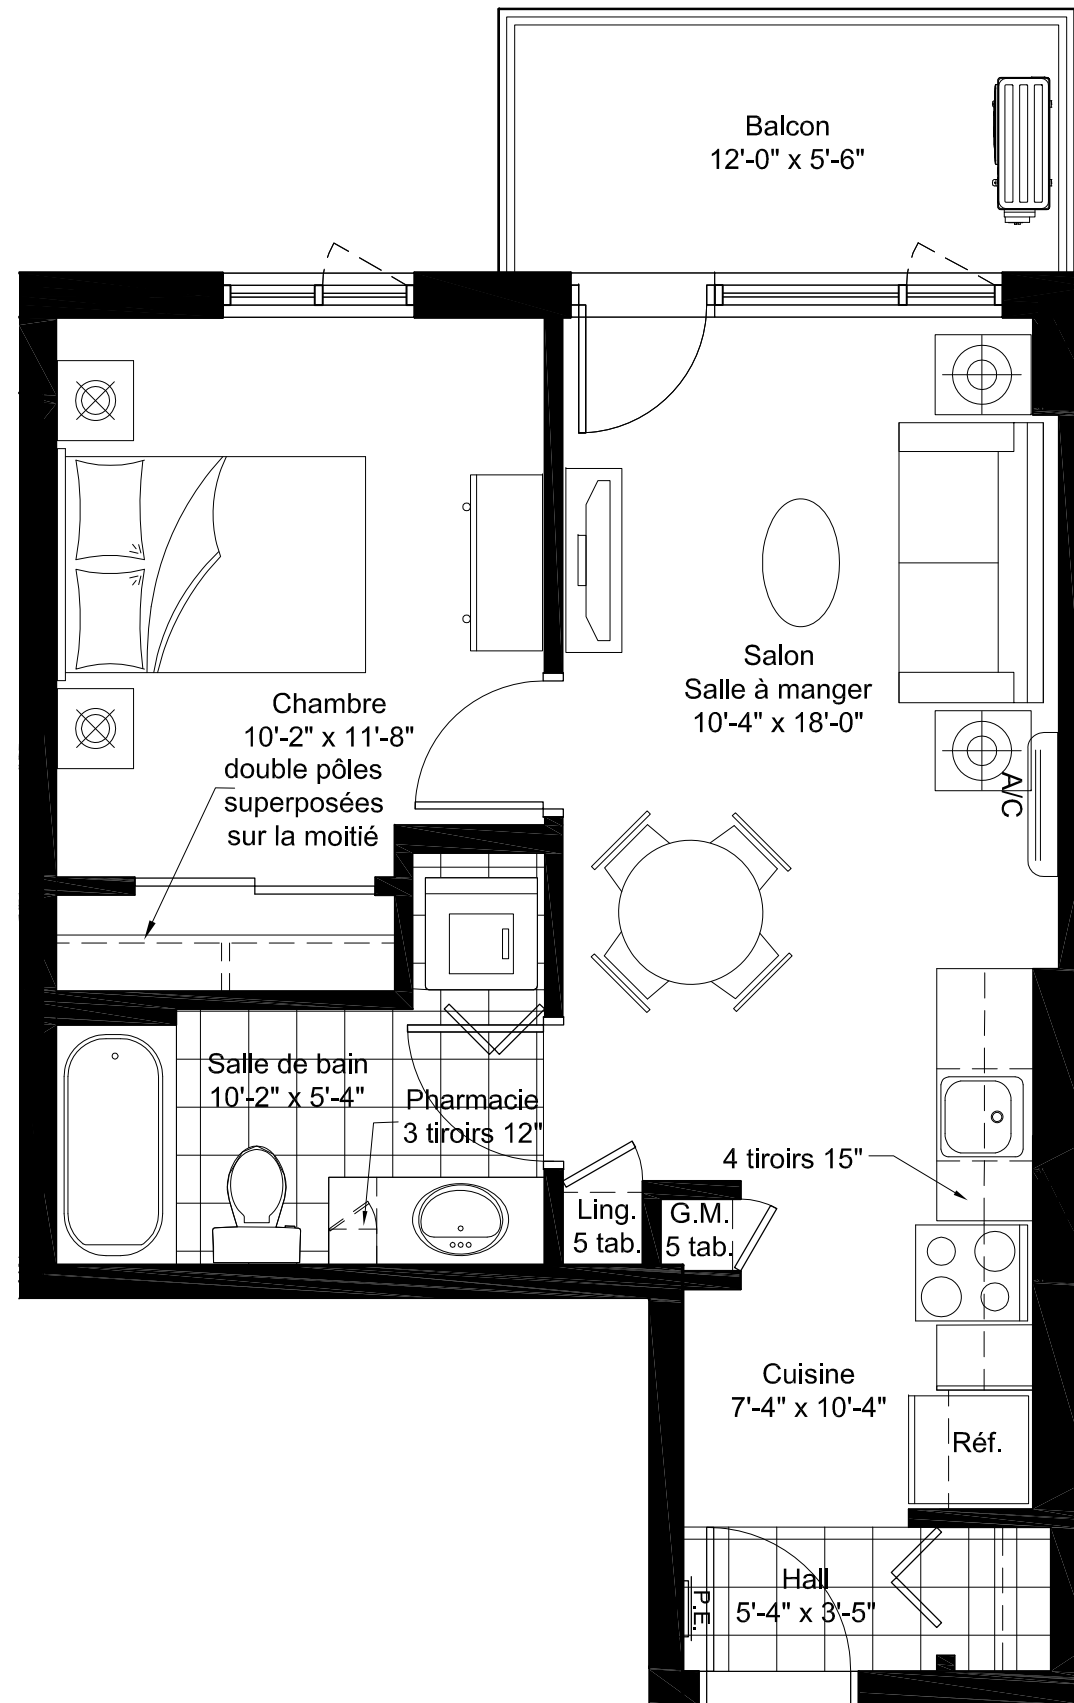 Balcon
12'-0" x 5'-6"
Salon
Salle à manger
10'-4" x 18'-0"
Chambre
10'-2" x 11'-8"
double pôles
superposées
sur la moitié
A/C
Salle de bain
10'-2" x 5'-4"
Pharmacie
3 tiroirs 12"
4 tiroirs 15"
Ling.
5 tab.
G.M.
5 tab.
Cuisine
7'-4" x 10'-4"
Réf.
Hall
5'-4" x 3'-5"
P.E.